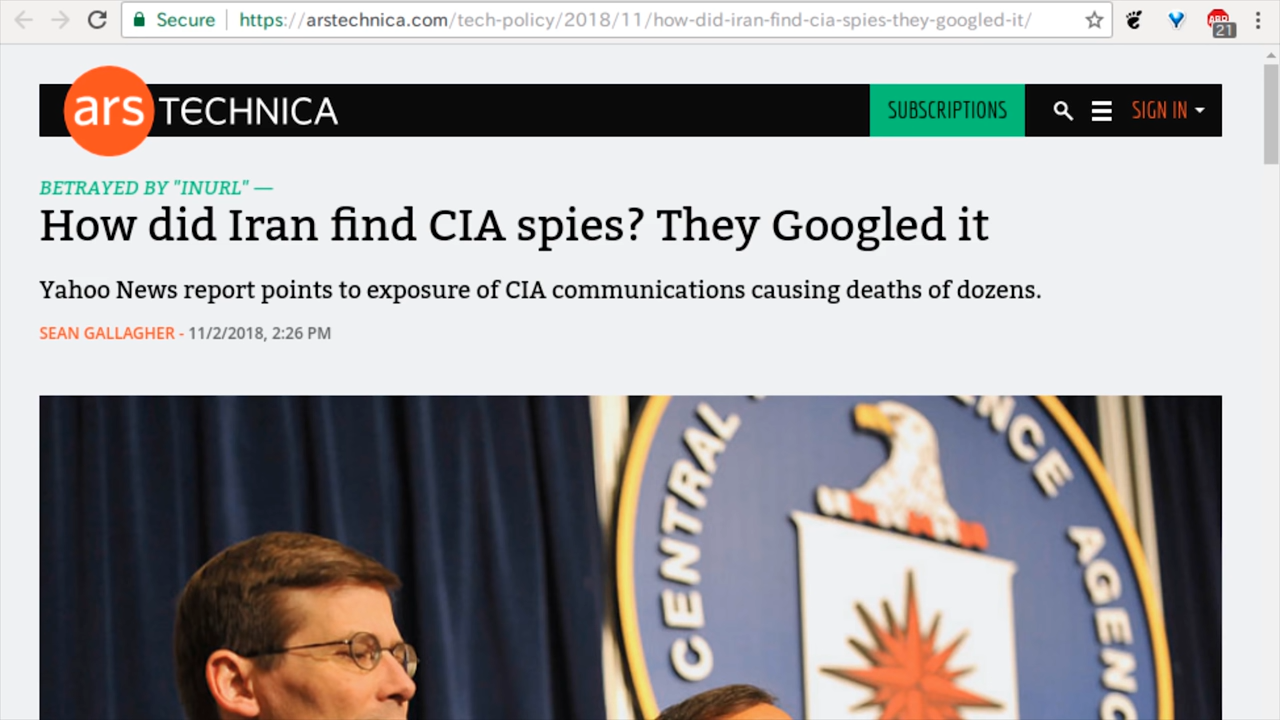 Secure https://arstechnica.com/tech-policy/2018/11/how-did-iran-find-cia-spies-they-googled-it/
21
ars TECHNICA
SUBSCRIPTIONS
SIGN IN
BETRAYED BY "INURL" —
How did Iran find CIA spies? They Googled it
Yahoo News report points to exposure of CIA communications causing deaths of dozens.
SEAN GALLAGHER - 11/2/2018, 2:26 PM
CENTRAL
AGENC